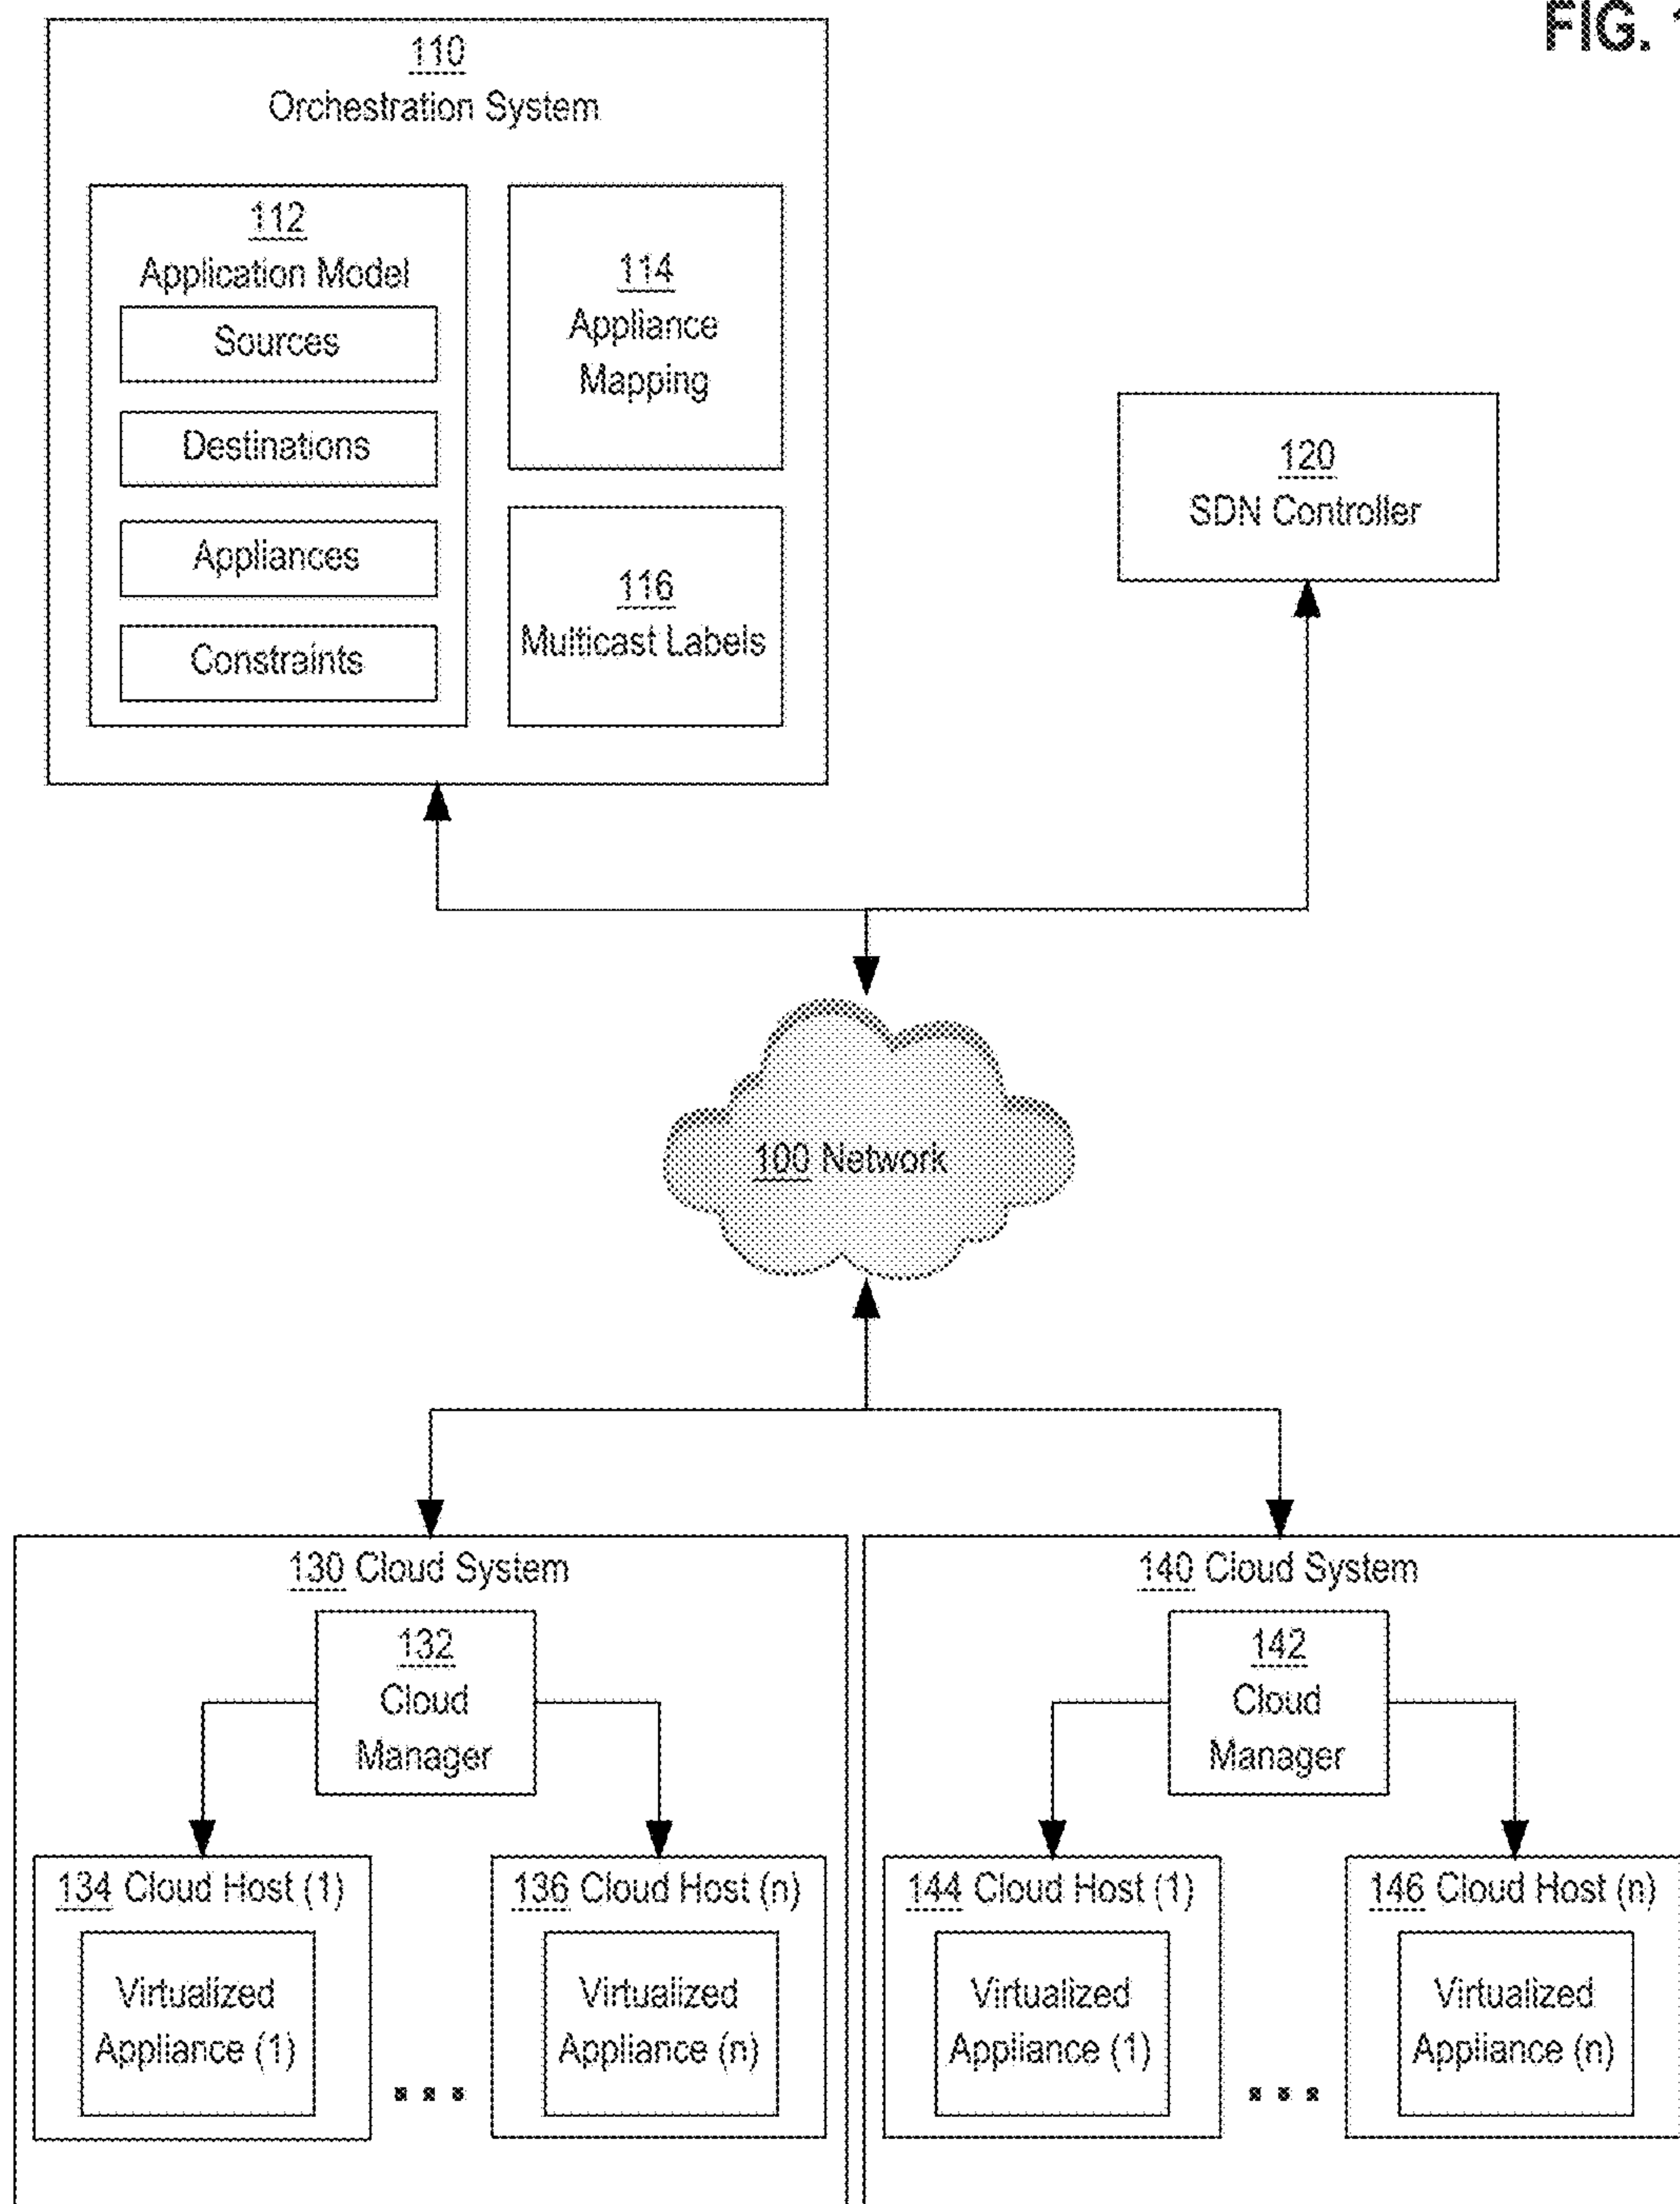 FIG. 1
110
Orchestration System
112
Application Model
Sources
Destinations
Appliances
Constraints
114
Appliance
Mapping
116
Multicast Labels
120
SDN Controller
100 Network
130 Cloud System
132
Cloud
Manager
134 Cloud Host (1)
Virtualized
Appliance (1)
...
136 Cloud Host (n)
Virtualized
Appliance (n)
140 Cloud System
142
Cloud
Manager
144 Cloud Host (1)
Virtualized
Appliance (1)
...
146 Cloud Host (n)
Virtualized
Appliance (n)